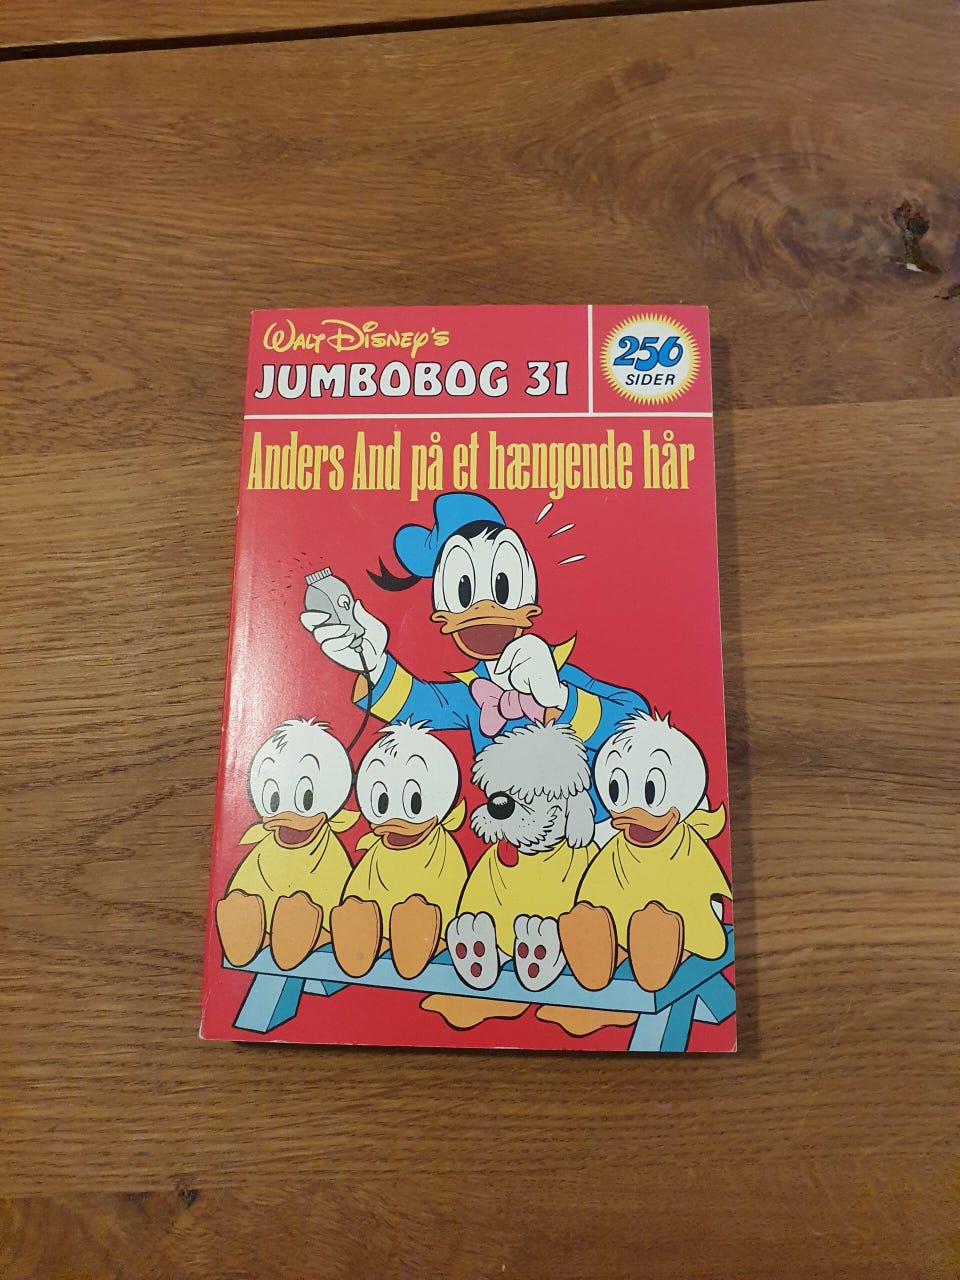 Walt Disney's
JUMBOBOG 31
256
SIDER
Anders And på et hængende hår